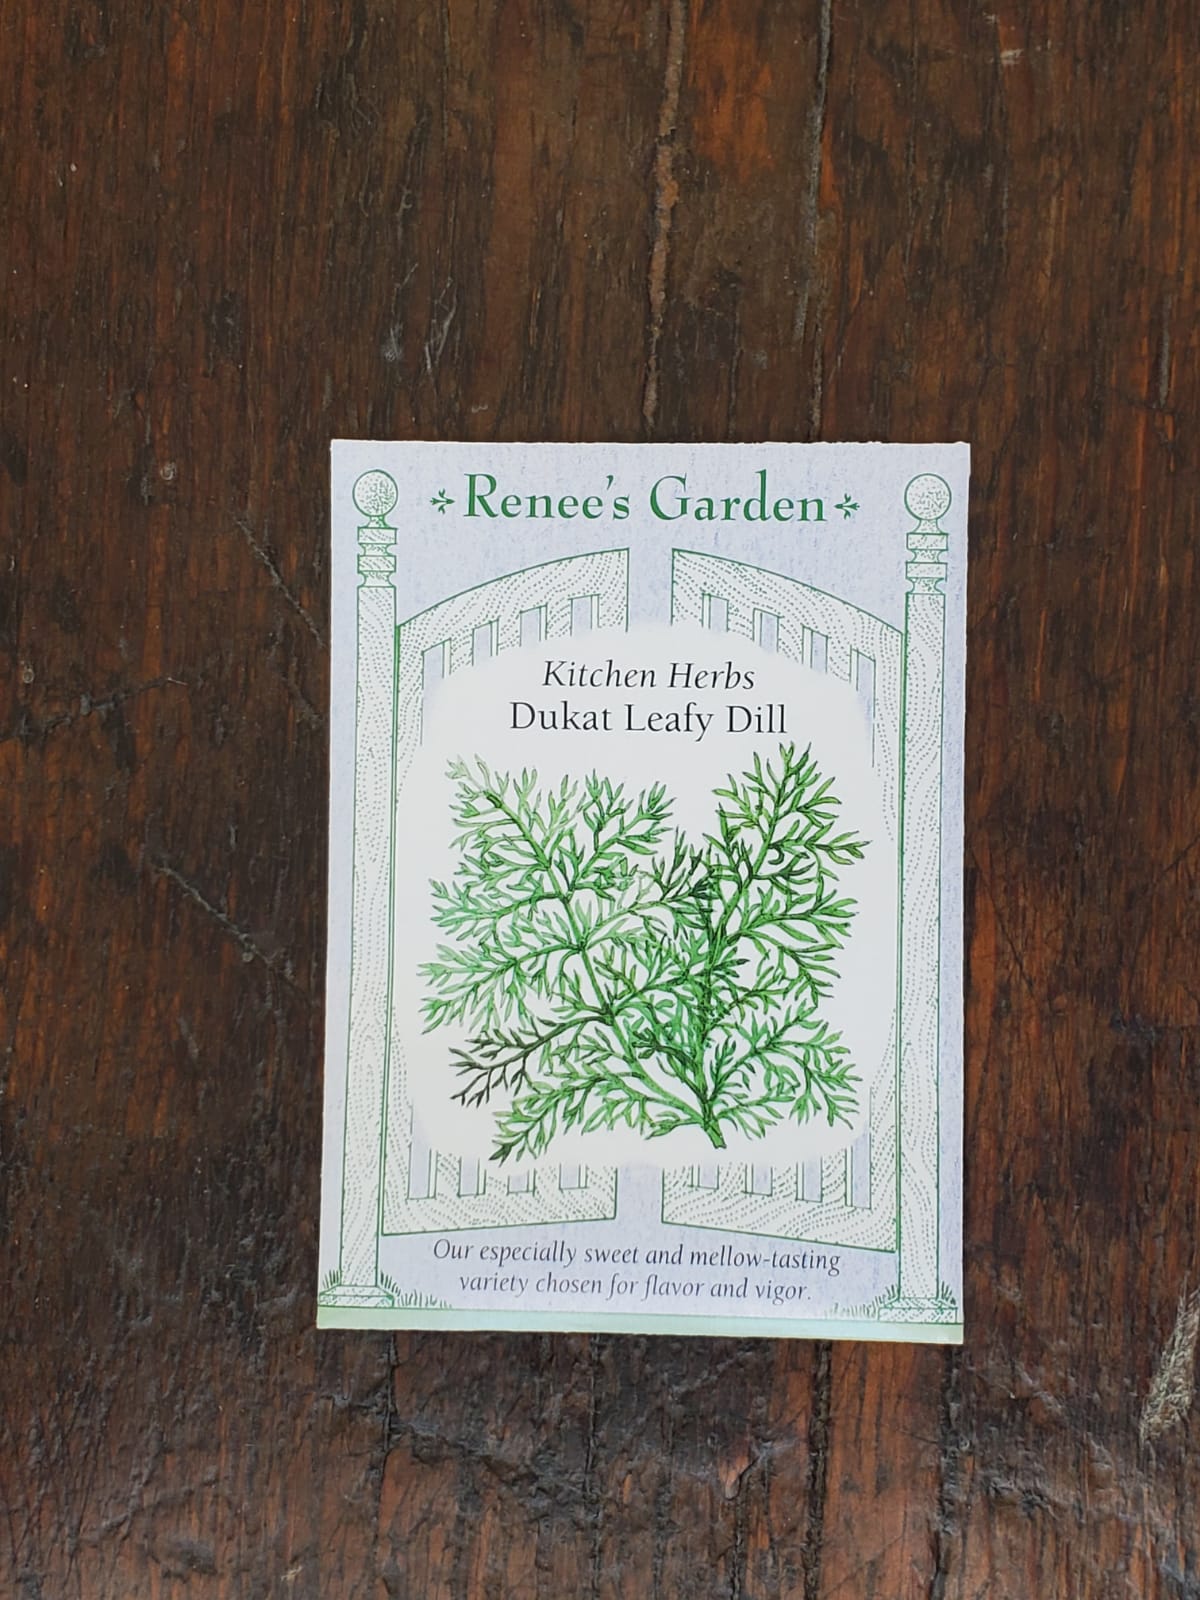 Renee's Garden
Kitchen Herbs
Dukat Leafy Dill
Our especially sweet and mellow-tasting
variety chosen for flavor and vigor.